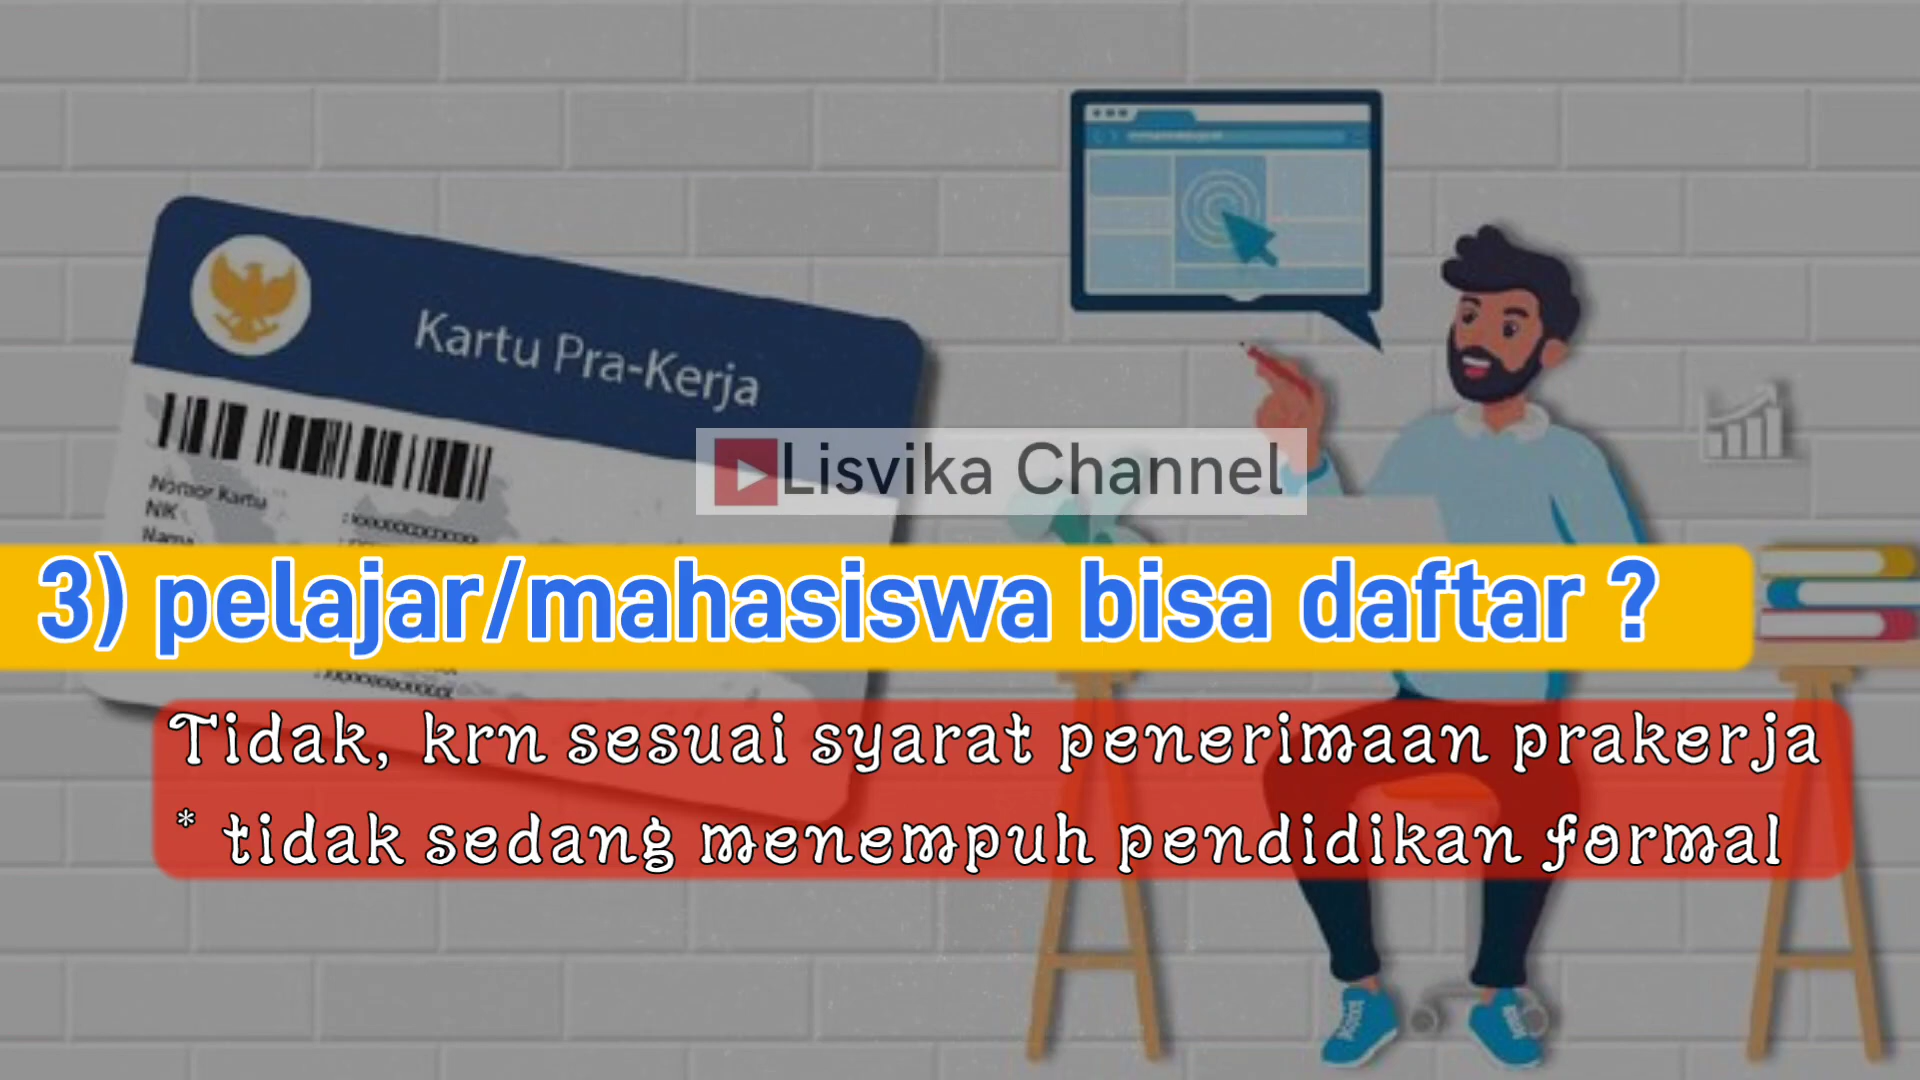 Kartu Pra-Kerja
Lisvika Channel
Nomor Kartu
NIK
Nama
3) pelajar/mahasiswa bisa daftar ?
Tidak, krn sesuai syarat penerimaan prakerja
* tidak sedang menempuh pendidikan formal